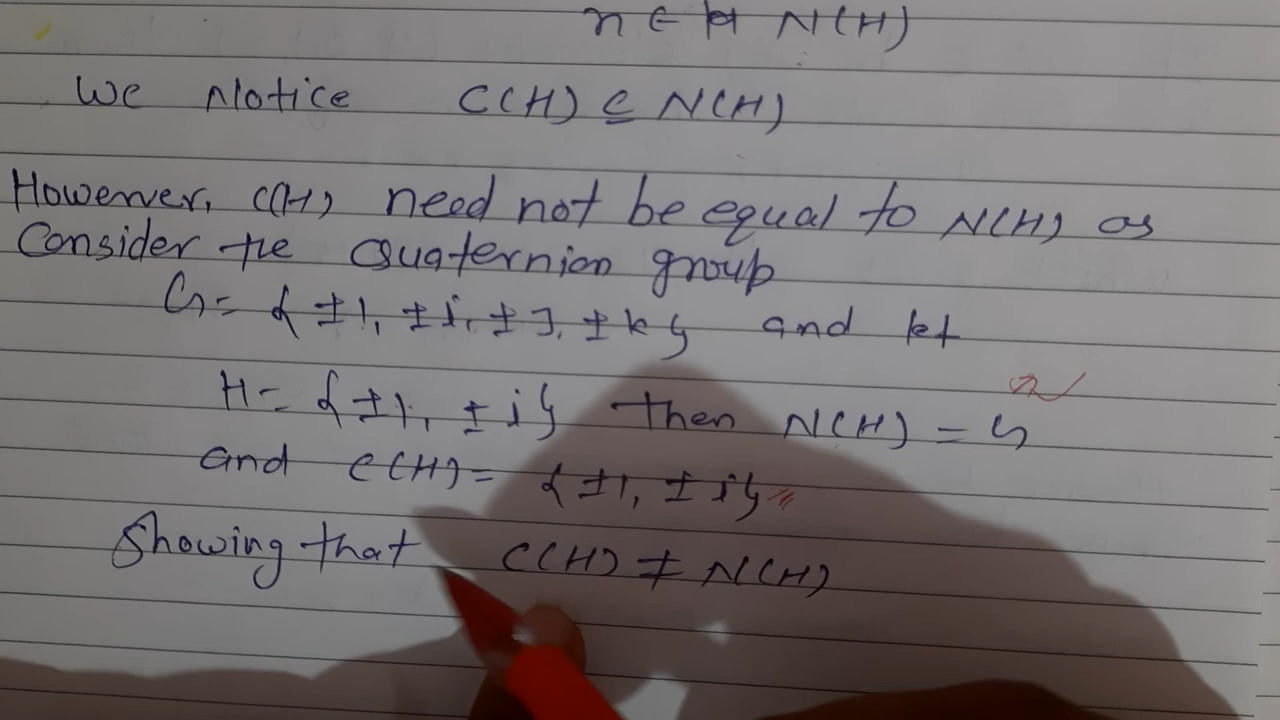 n ∈ N(H)
We Notice C(H) ⊆ N(H)
However, C(H) need not be equal to N(H) as
Consider the Quaternion group
G = { ±1, ±i, ±j, ±k } and let
H = { ±1, ±i } then N(H) = G
and C(H) = { ±1, ±i }
Showing that C(H) ≠ N(H)